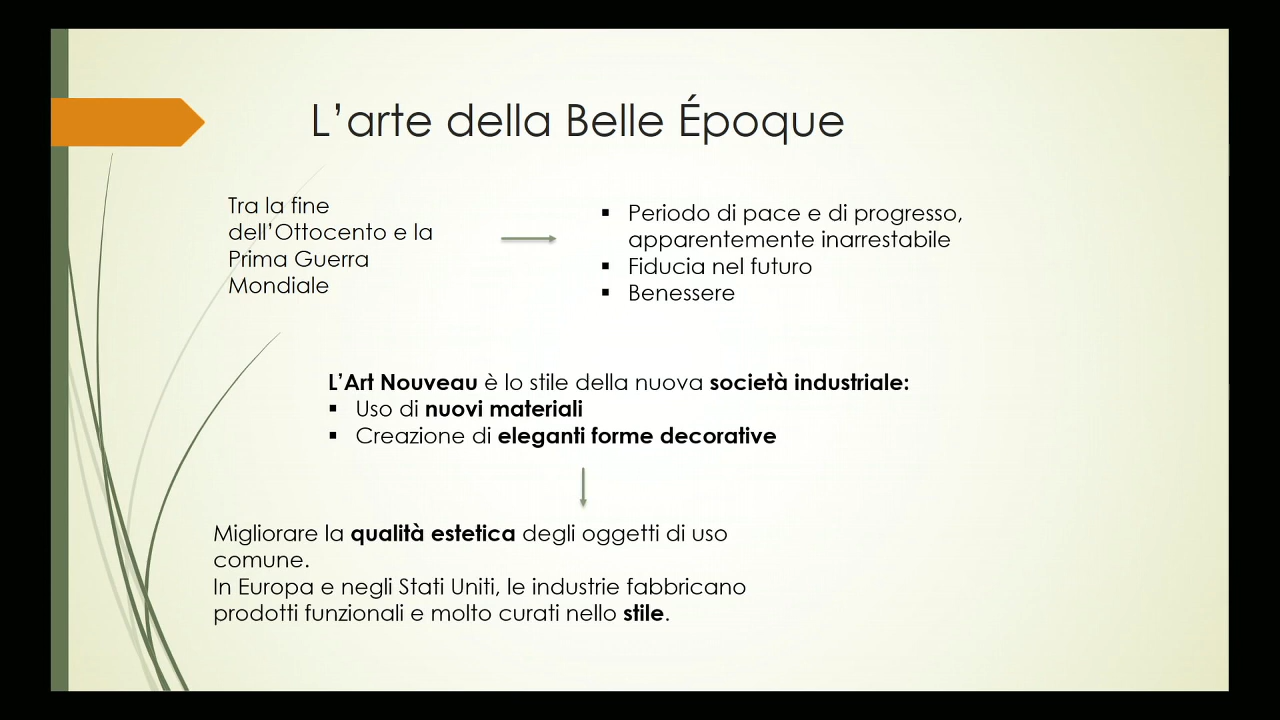 L’arte della Belle Époque
Tra la fine
dell’Ottocento e la
Prima Guerra
Mondiale
▪ Periodo di pace e di progresso,
apparentemente inarrestabile
▪ Fiducia nel futuro
▪ Benessere
L’Art Nouveau è lo stile della nuova società industriale:
▪ Uso di nuovi materiali
▪ Creazione di eleganti forme decorative
Migliorare la qualità estetica degli oggetti di uso
comune.
In Europa e negli Stati Uniti, le industrie fabbricano
prodotti funzionali e molto curati nello stile.